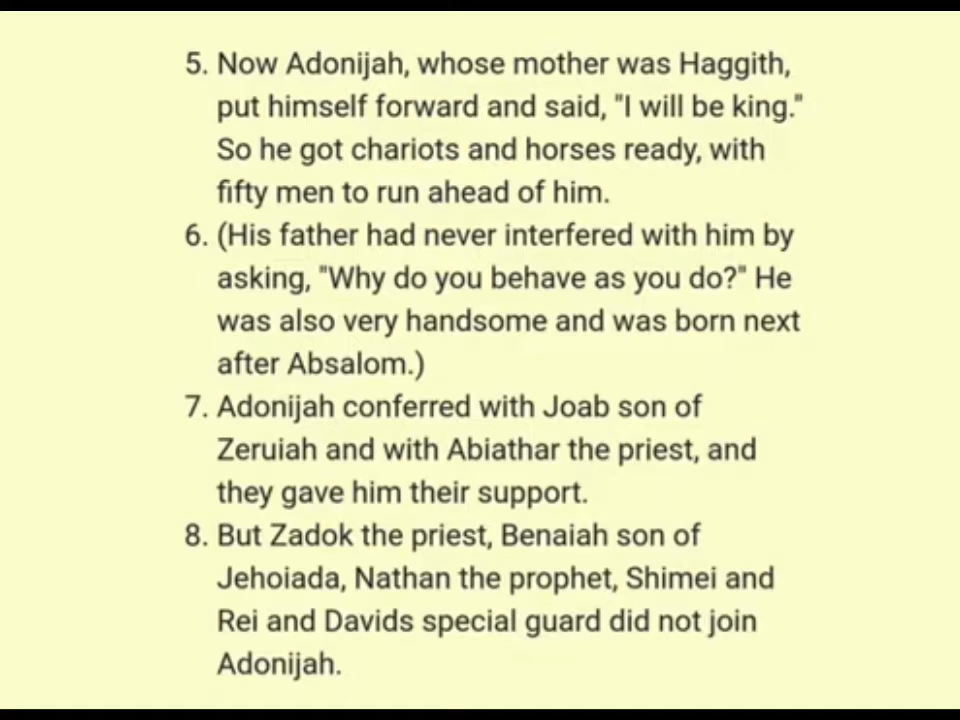 5. Now Adonijah, whose mother was Haggith,
put himself forward and said, "I will be king."
So he got chariots and horses ready, with
fifty men to run ahead of him.
6. (His father had never interfered with him by
asking, "Why do you behave as you do?" He
was also very handsome and was born next
after Absalom.)
7. Adonijah conferred with Joab son of
Zeruiah and with Abiathar the priest, and
they gave him their support.
8. But Zadok the priest, Benaiah son of
Jehoiada, Nathan the prophet, Shimei and
Rei and Davids special guard did not join
Adonijah.